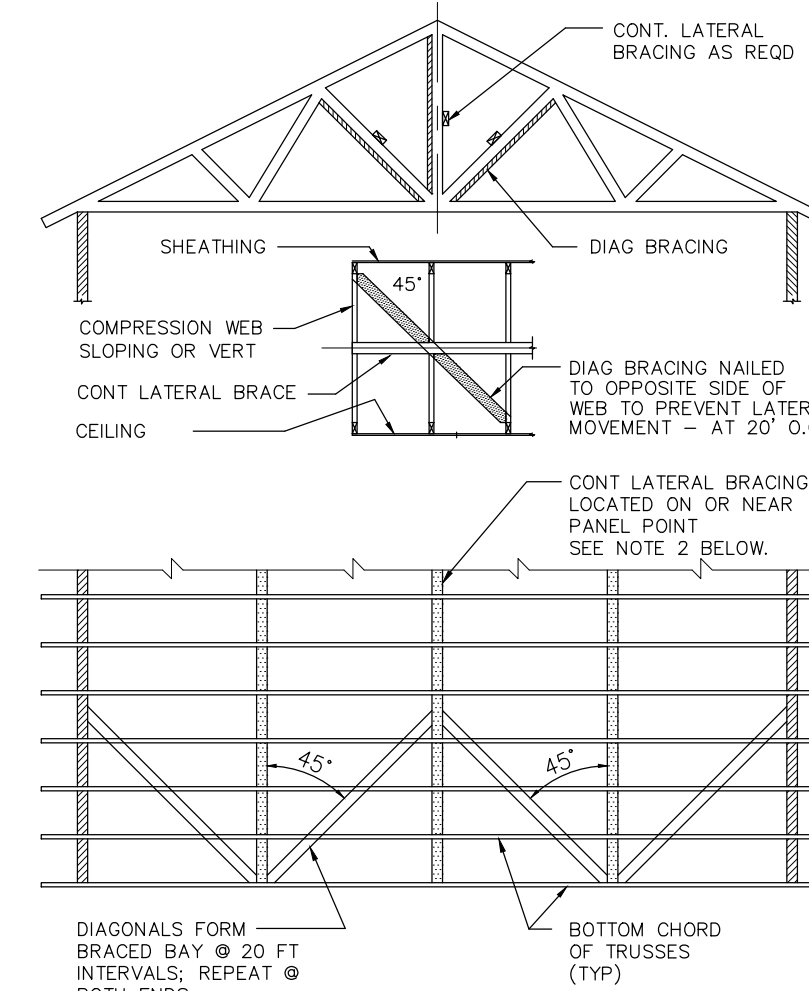 CONT. LATERAL
BRACING AS REQD
SHEATHING
DIAG BRACING
45°
COMPRESSION WEB
SLOPING OR VERT
CONT LATERAL BRACE
CEILING
DIAG BRACING NAILED
TO OPPOSITE SIDE OF
WEB TO PREVENT LATER
MOVEMENT – AT 20' O.
CONT LATERAL BRACING
LOCATED ON OR NEAR
PANEL POINT
SEE NOTE 2 BELOW.
45°
45°
DIAGONALS FORM
BRACED BAY @ 20 FT
INTERVALS; REPEAT @
BOTH ENDS
BOTTOM CHORD
OF TRUSSES
(TYP)